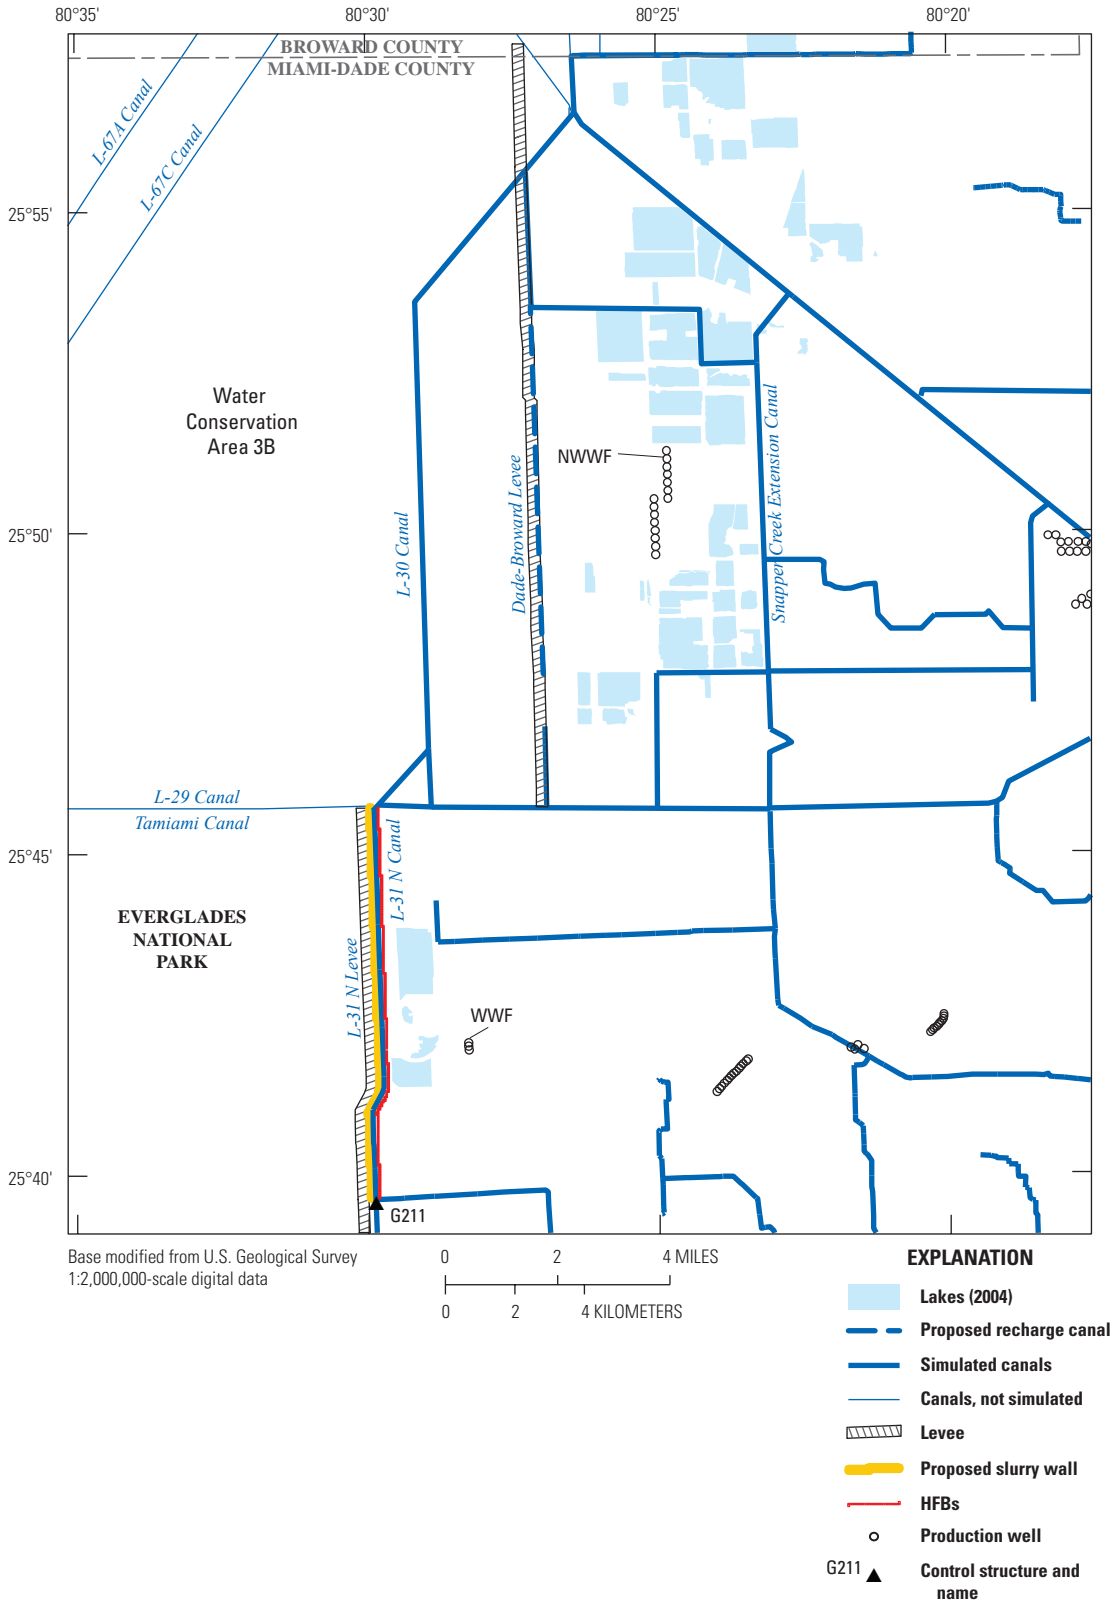 80°35'
80°30'
80°25'
80°20'
BROWARD COUNTY
MIAMI-DADE COUNTY
L-67A Canal
L-67C Canal
25°55'
Water
Conservation
Area 3B
NWWF
Dade-Broward Levee
Snapper Creek Extension Canal
L-30 Canal
25°50'
L-29 Canal
Tamiami Canal
25°45'
L-31 N Canal
EVERGLADES
NATIONAL
PARK
L-31 N Levee
WWF
25°40'
G211
Base modified from U.S. Geological Survey
1:2,000,000-scale digital data
0 2 4 MILES
0 2 4 KILOMETERS
EXPLANATION
Lakes (2004)
Proposed recharge canal
Simulated canals
Canals, not simulated
Levee
Proposed slurry wall
HFBs
Production well
G211 Control structure and
name